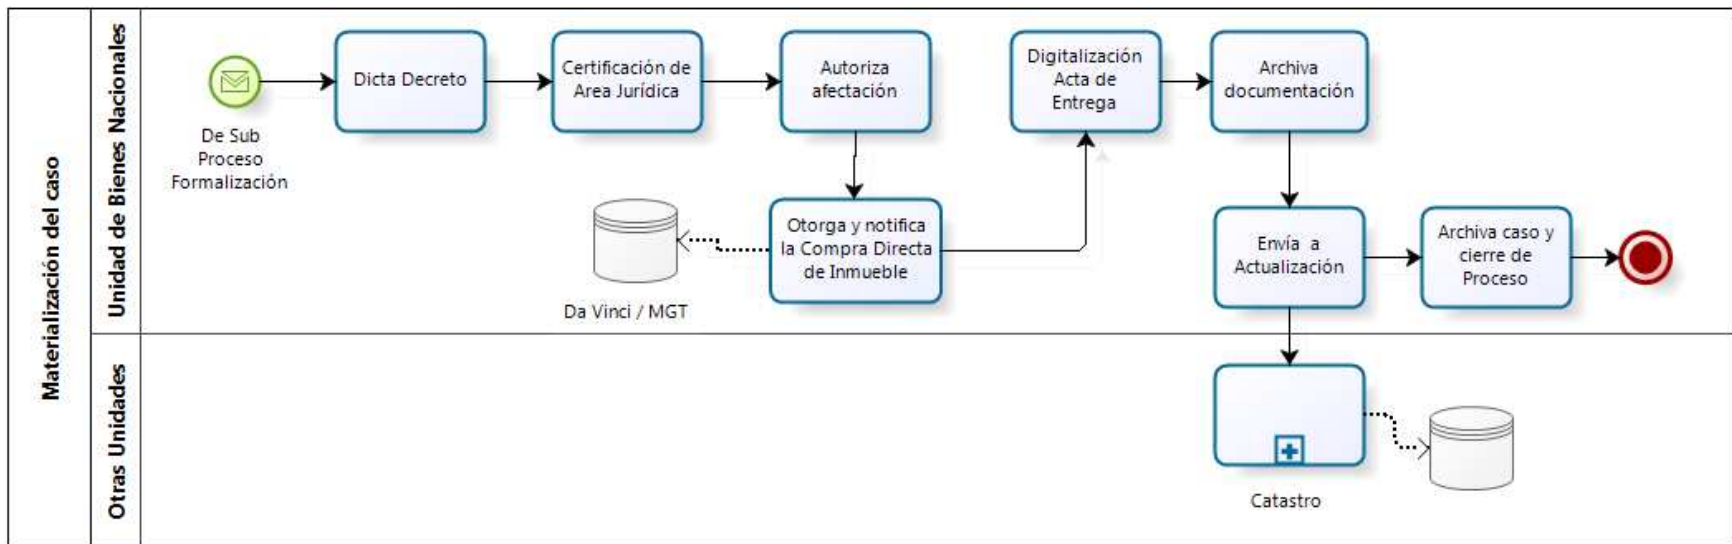 Materialización del caso
Unidad de Bienes Nacionales
De Sub
Proceso
Formalización
Dicta Decreto
Certificación de
Area Jurídica
Autoriza
afectación
Otorga y notifica
la Compra Directa
de Inmueble
Da Vinci / MGT
Digitalización
Acta de
Entrega
Archiva
documentación
Envía a
Actualización
Archiva caso y
cierre de
Proceso
Otras Unidades
Catastro